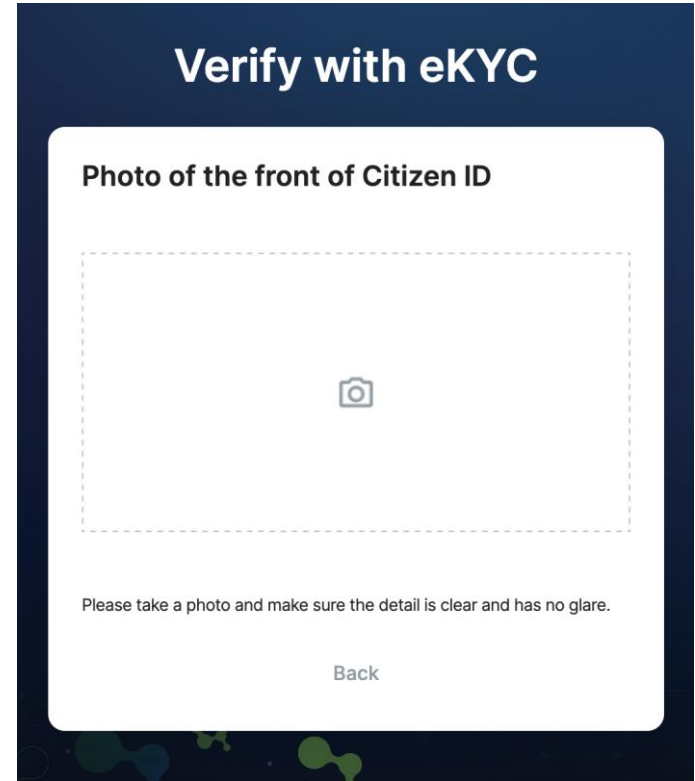 Verify with eKYC
Photo of the front of Citizen ID
Please take a photo and make sure the detail is clear and has no glare.
Back